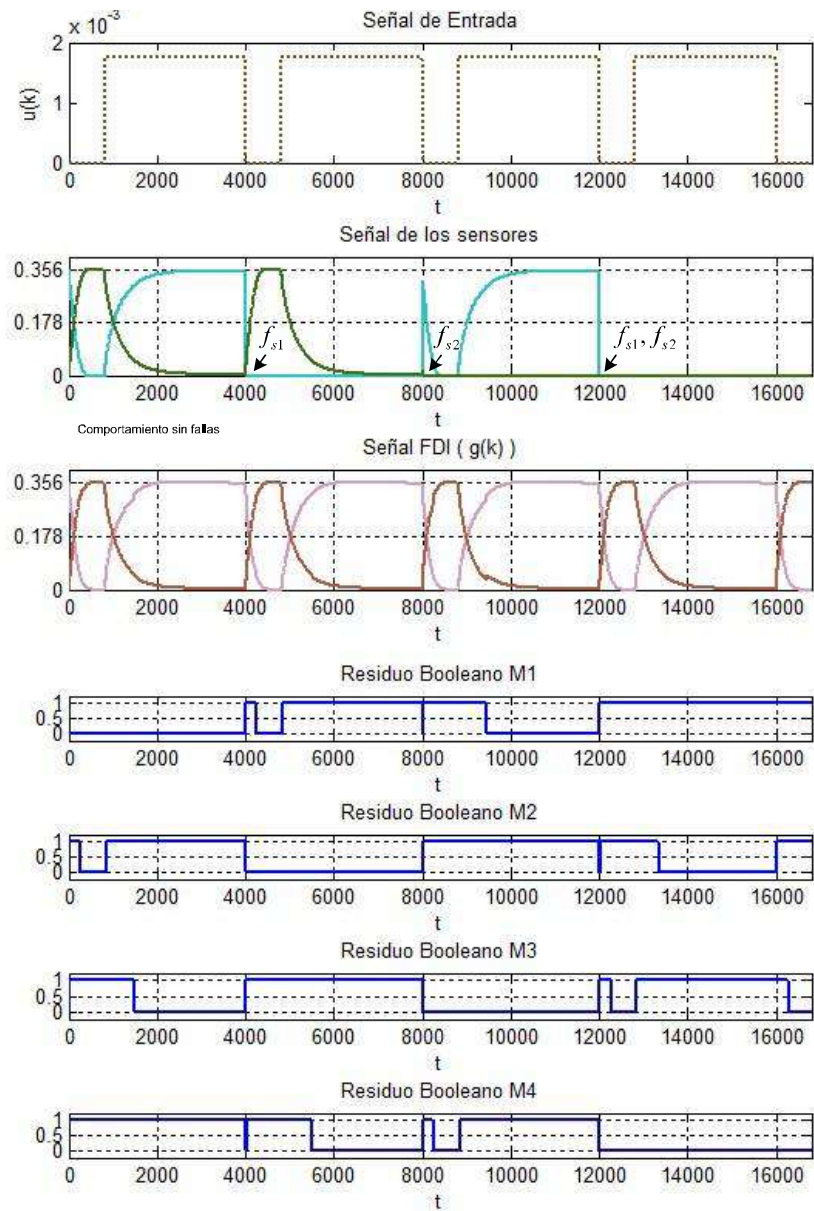 Señal de Entrada
x 10⁻³
2
1
0
u(k)
0 2000 4000 6000 8000 10000 12000 14000 16000
t
Señal de los sensores
0.356
0.178
0
f_s1
f_s2
f_s1, f_s2
0 2000 4000 6000 8000 10000 12000 14000 16000
t
Comportamiento sin fallas
Señal FDI ( g(k) )
0.356
0.178
0
0 2000 4000 6000 8000 10000 12000 14000 16000
t
Residuo Booleano M1
1
0.5
0
0 2000 4000 6000 8000 10000 12000 14000 16000
t
Residuo Booleano M2
1
0.5
0
0 2000 4000 6000 8000 10000 12000 14000 16000
t
Residuo Booleano M3
1
0.5
0
0 2000 4000 6000 8000 10000 12000 14000 16000
t
Residuo Booleano M4
1
0.5
0
0 2000 4000 6000 8000 10000 12000 14000 16000
t